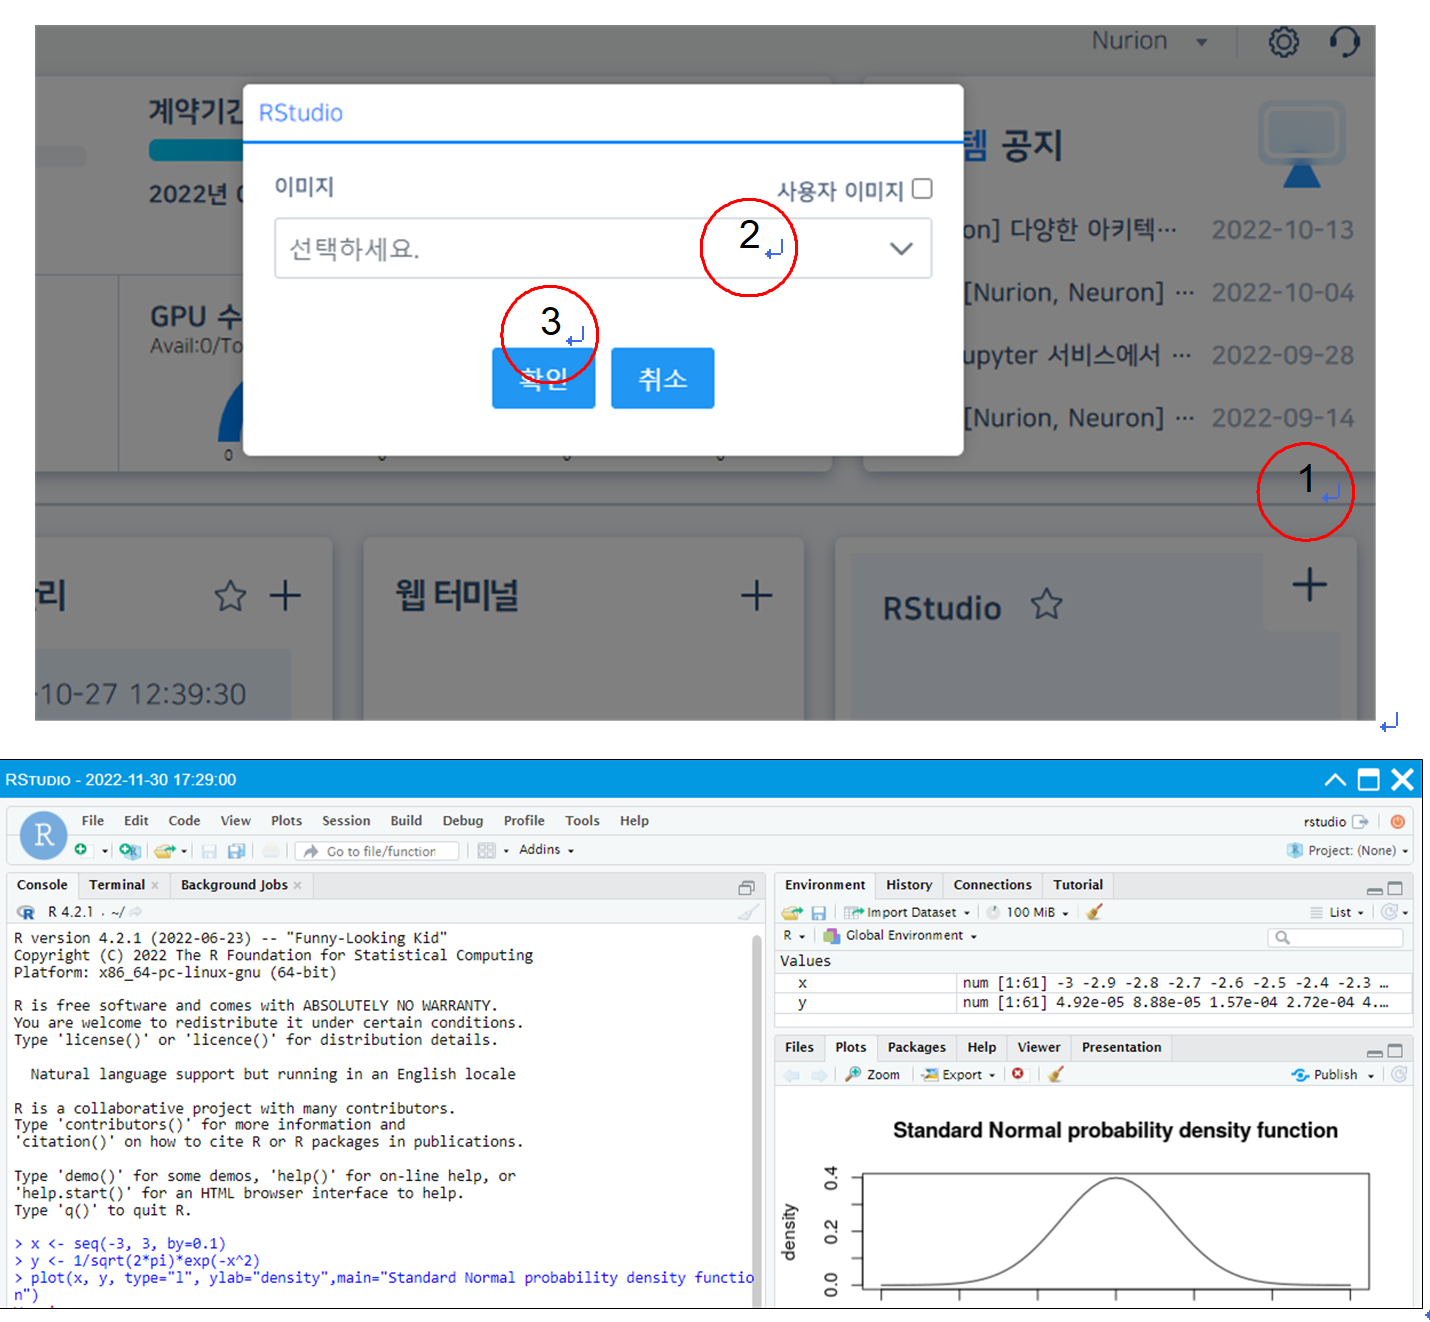 Nurion
계약기간
2022년
RStudio
이미지
사용자 이미지
선택하세요.
2
3
확인
취소
GPU 수
Avail:0/To
0
템 공지
on] 다양한 아키텍… 2022-10-13
[Nurion, Neuron] … 2022-10-04
upyter 서비스에서 … 2022-09-28
[Nurion, Neuron] … 2022-09-14
1
리
-10-27 12:39:30
웹 터미널
RStudio
RSTUDIO - 2022-11-30 17:29:00
R
File Edit Code View Plots Session Build Debug Profile Tools Help
rstudio
Go to file/function
Addins
Project: (None)
Console Terminal Background Jobs
R 4.2.1 . ~/
R version 4.2.1 (2022-06-23) -- "Funny-Looking Kid"
Copyright (C) 2022 The R Foundation for Statistical Computing
Platform: x86_64-pc-linux-gnu (64-bit)
R is free software and comes with ABSOLUTELY NO WARRANTY.
You are welcome to redistribute it under certain conditions.
Type 'license()' or 'licence()' for distribution details.
Natural language support but running in an English locale
R is a collaborative project with many contributors.
Type 'contributors()' for more information and
'citation()' on how to cite R or R packages in publications.
Type 'demo()' for some demos, 'help()' for on-line help, or
'help.start()' for an HTML browser interface to help.
Type 'q()' to quit R.
> x <- seq(-3, 3, by=0.1)
> y <- 1/sqrt(2*pi)*exp(-x^2)
> plot(x, y, type="l", ylab="density",main="Standard Normal probability density functio
n")
Environment History Connections Tutorial
Import Dataset 100 MiB List
R Global Environment
Values
x num [1:61] -3 -2.9 -2.8 -2.7 -2.6 -2.5 -2.4 -2.3 …
y num [1:61] 4.92e-05 8.88e-05 1.57e-04 2.72e-04 4.…
Files Plots Packages Help Viewer Presentation
Zoom Export Publish
Standard Normal probability density function
density
0.4
0.2
0.0